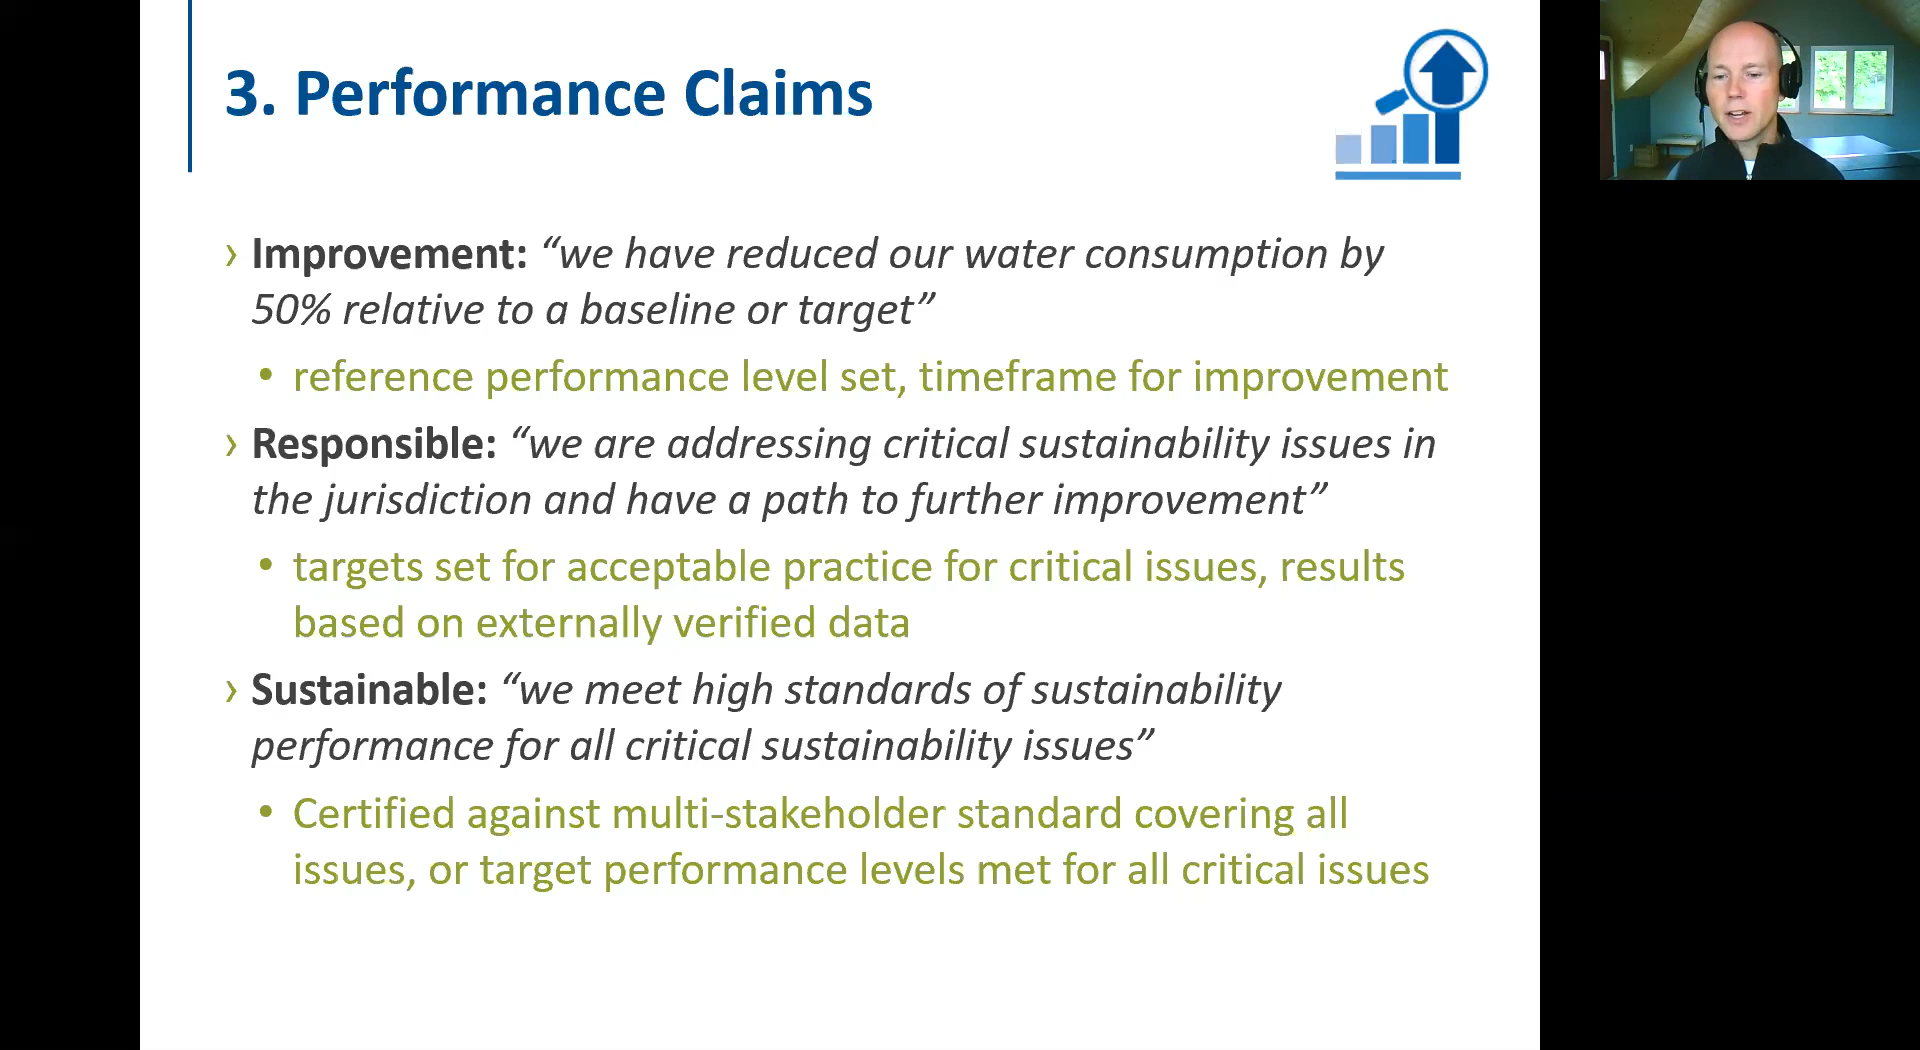 3. Performance Claims
› Improvement: “we have reduced our water consumption by
50% relative to a baseline or target”
• reference performance level set, timeframe for improvement
› Responsible: “we are addressing critical sustainability issues in
the jurisdiction and have a path to further improvement”
• targets set for acceptable practice for critical issues, results
based on externally verified data
› Sustainable: “we meet high standards of sustainability
performance for all critical sustainability issues”
• Certified against multi-stakeholder standard covering all
issues, or target performance levels met for all critical issues